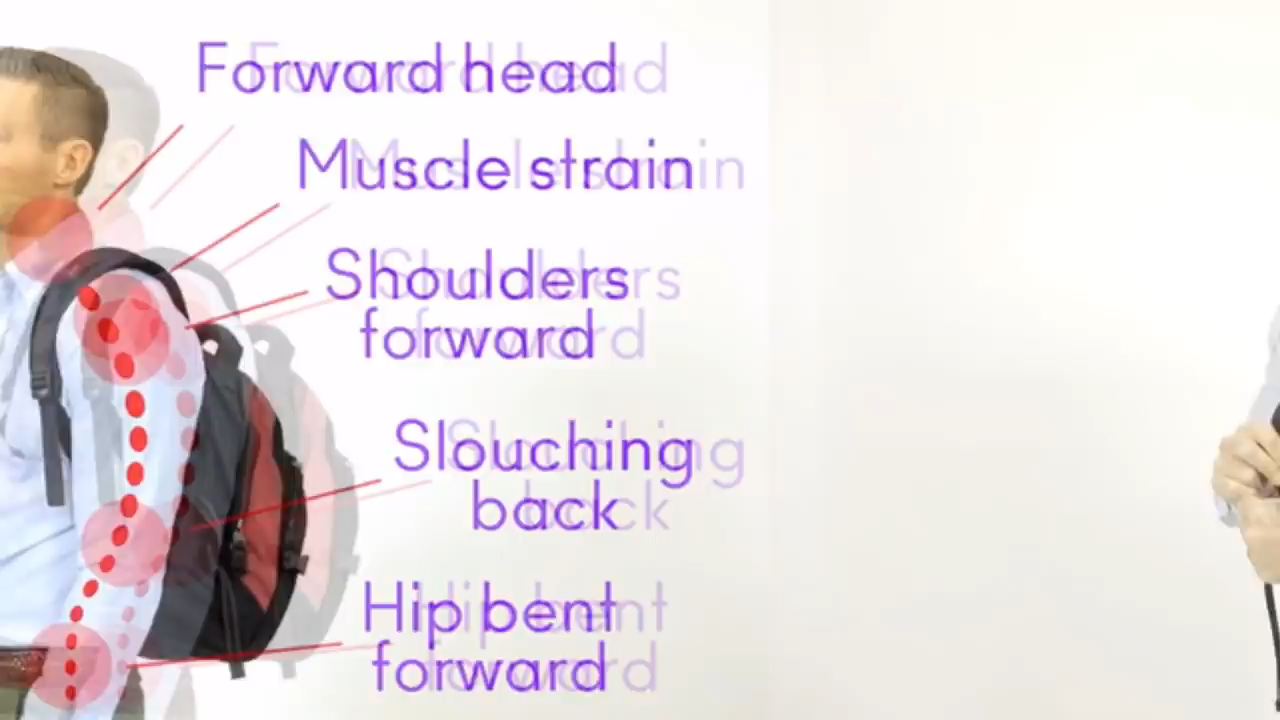 Forward head
Muscle strain
Shoulders
forward
Slouching
back
Hip bent
forward